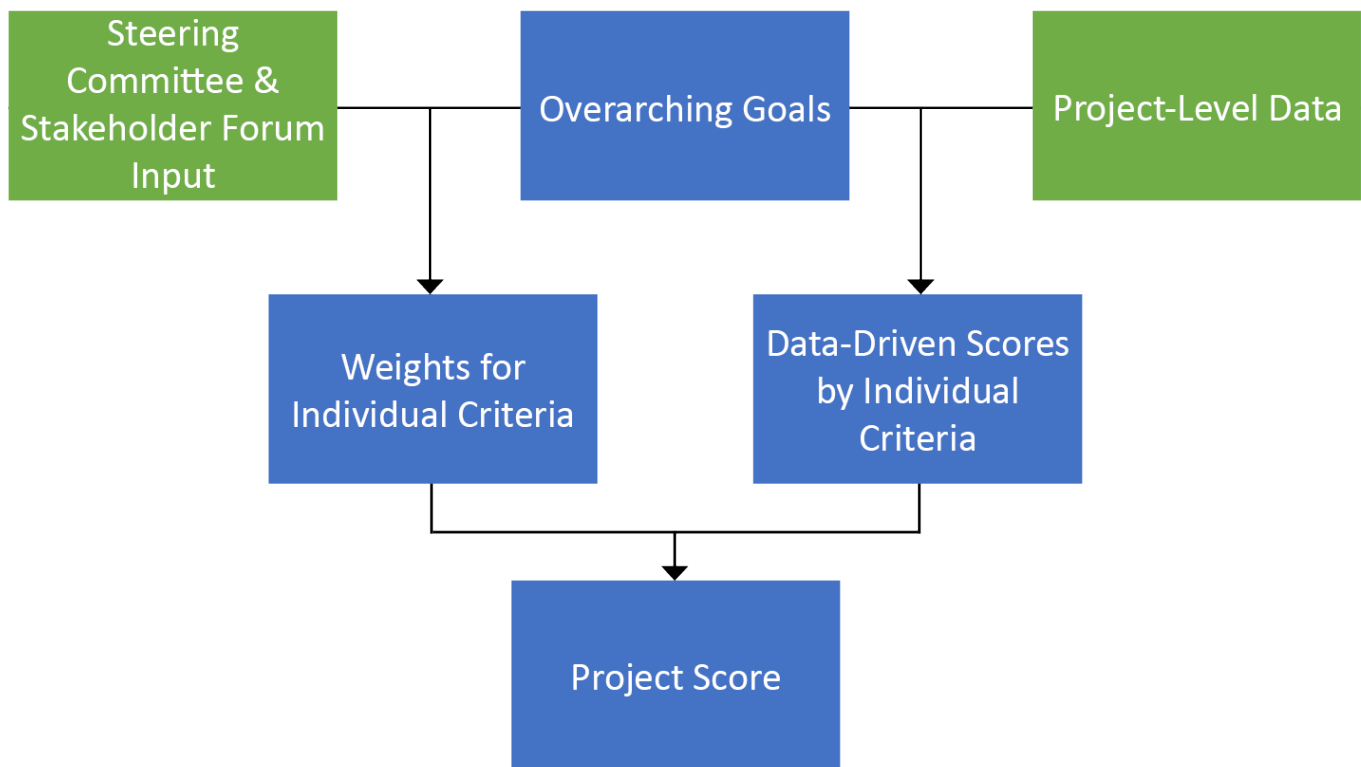 Steering
Committee &
Stakeholder Forum
Input
Overarching Goals
Project-Level Data
Weights for
Individual Criteria
Data-Driven Scores
by Individual
Criteria
Project Score